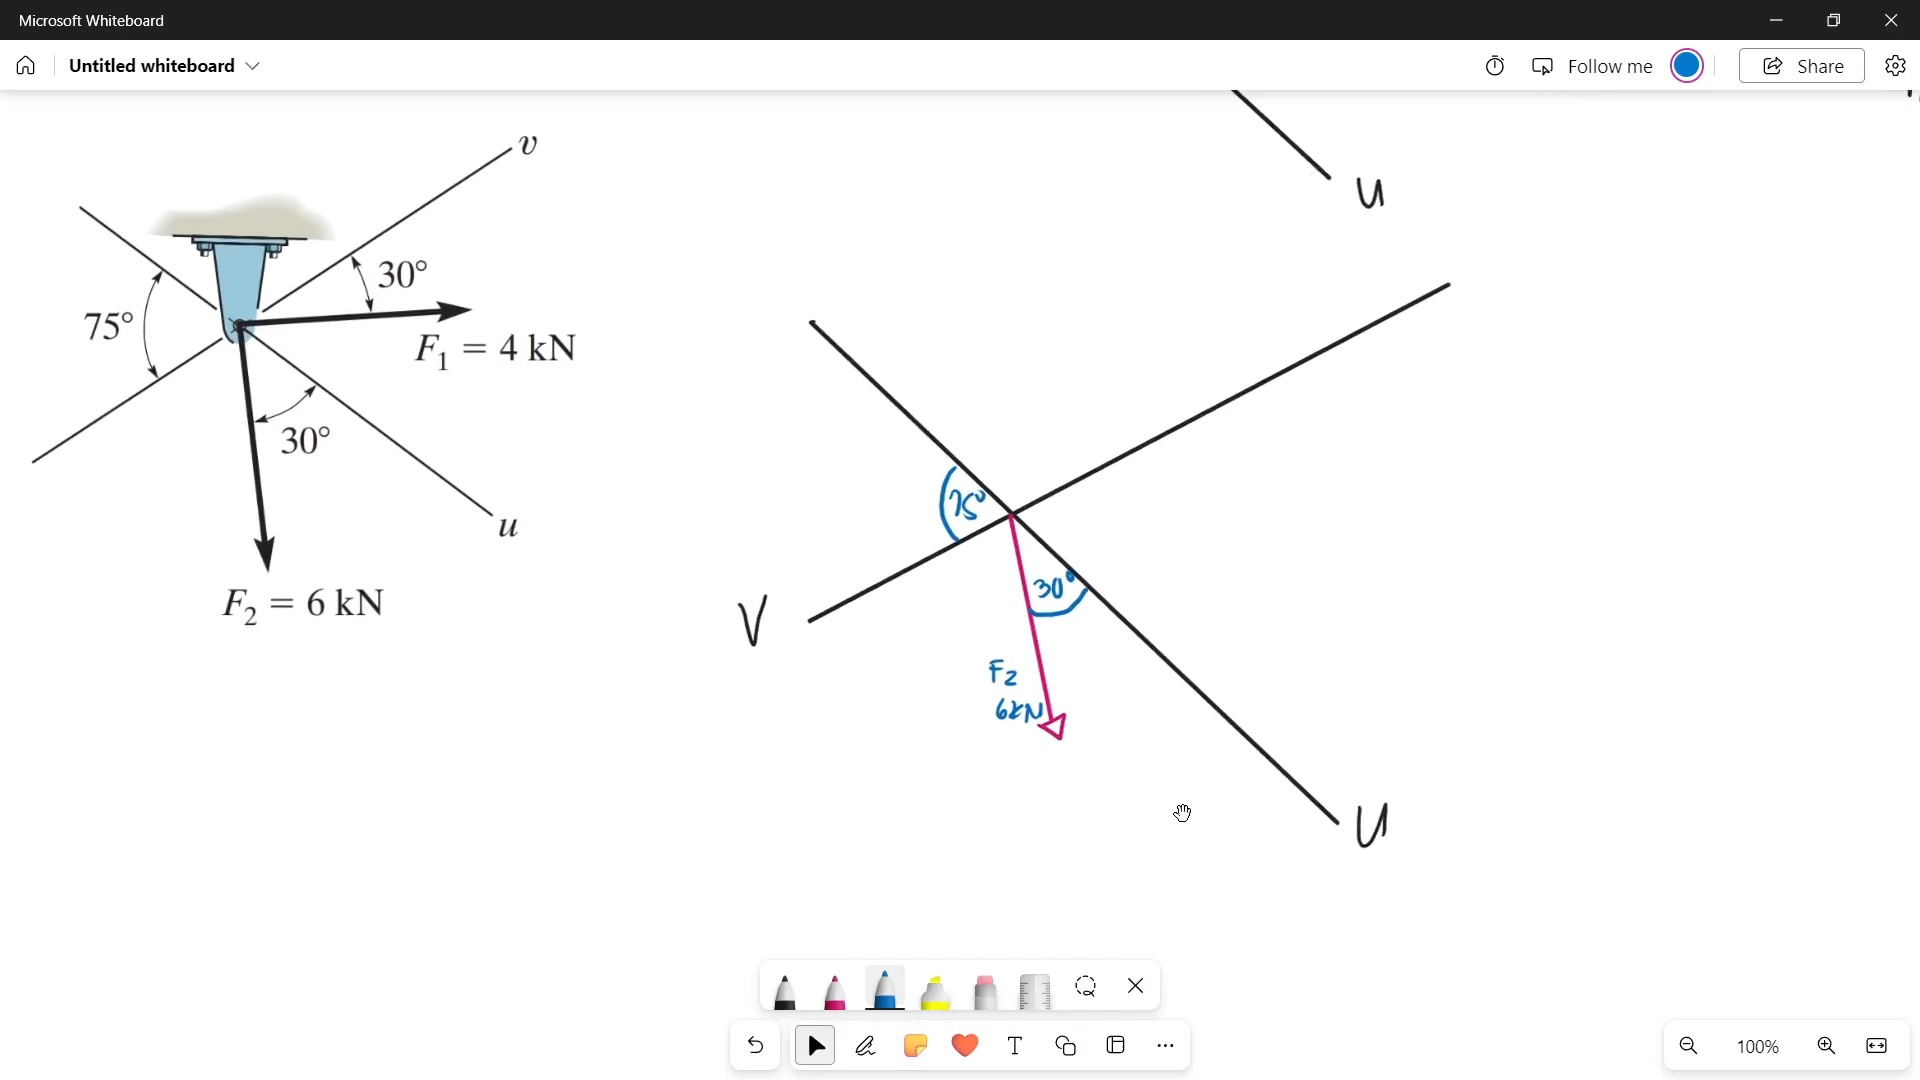 Microsoft Whiteboard
Untitled whiteboard
Follow me
Share
v
30°
75°
F₁ = 4 kN
30°
u
F₂ = 6 kN
u
75°
30°
V
F2
6kN
U
100%